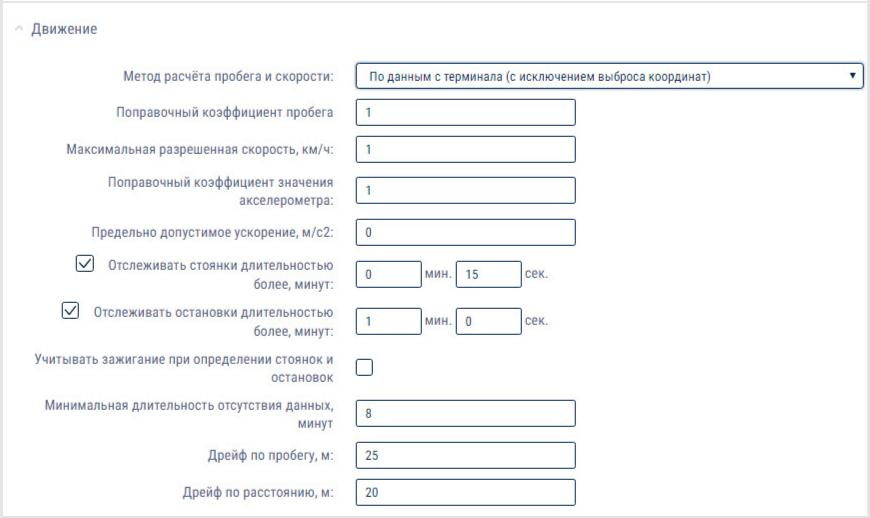 Движение
Метод расчёта пробега и скорости: По данным с терминала (с исключением выброса координат)
Поправочный коэффициент пробега 1
Максимальная разрешенная скорость, км/ч: 1
Поправочный коэффициент значения
акселерометра: 1
Предельно допустимое ускорение, м/с2: 0
Отслеживать стоянки длительностью
более, минут: 0 мин. 15 сек.
Отслеживать остановки длительностью
более, минут: 1 мин. 0 сек.
Учитывать зажигание при определении стоянок и
остановок
Минимальная длительность отсутствия данных,
минут 8
Дрейф по пробегу, м: 25
Дрейф по расстоянию, м: 20